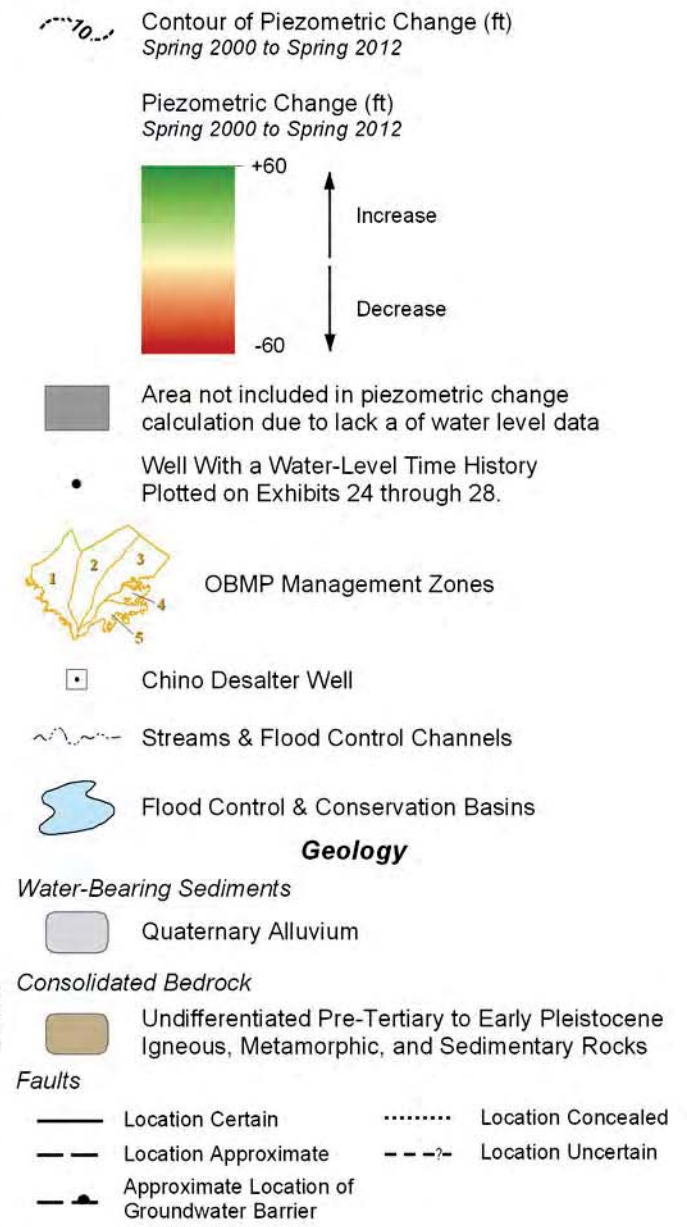 10
Contour of Piezometric Change (ft)
Spring 2000 to Spring 2012
Piezometric Change (ft)
Spring 2000 to Spring 2012
+60
Increase
Decrease
-60
Area not included in piezometric change
calculation due to lack a of water level data
Well With a Water-Level Time History
Plotted on Exhibits 24 through 28.
1
2
3
4
5
OBMP Management Zones
Chino Desalter Well
Streams & Flood Control Channels
Flood Control & Conservation Basins
Geology
Water-Bearing Sediments
Quaternary Alluvium
Consolidated Bedrock
Undifferentiated Pre-Tertiary to Early Pleistocene
Igneous, Metamorphic, and Sedimentary Rocks
Faults
Location Certain
Location Concealed
Location Approximate
?
Location Uncertain
Approximate Location of
Groundwater Barrier